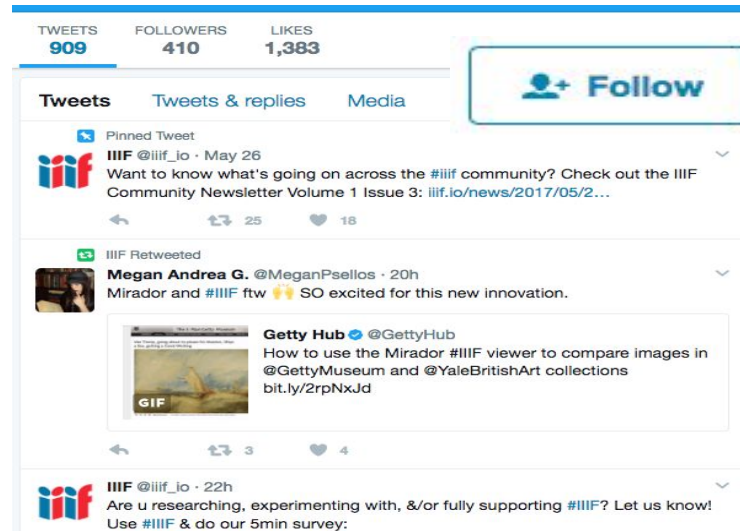 TWEETS FOLLOWERS LIKES
909 410 1,383
Follow
Tweets Tweets & replies Media
Pinned Tweet
IIIF @iiif_io · May 26
Want to know what's going on across the #iiif community? Check out the IIIF
Community Newsletter Volume 1 Issue 3: iiif.io/news/2017/05/2...
25 18
IIIF Retweeted
Megan Andrea G. @MeganPsellos · 20h
Mirador and #IIIF ftw 🙌 SO excited for this new innovation.
Getty Hub @GettyHub
How to use the Mirador #IIIF viewer to compare images in
@GettyMuseum and @YaleBritishArt collections
bit.ly/2rpNxJd
GIF
3 4
iiif
IIIF @iiif_io · 22h
Are u researching, experimenting with, &/or fully supporting #IIIF? Let us know!
Use #IIIF & do our 5min survey: